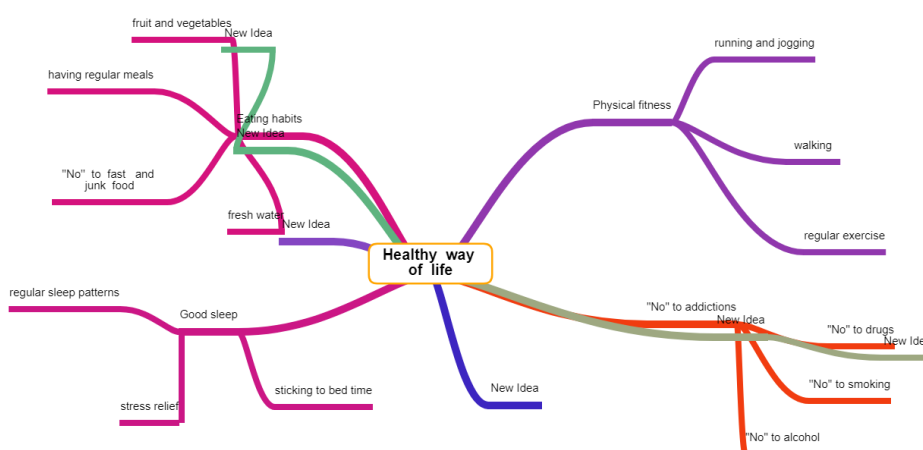 fruit and vegetables
New Idea
having regular meals
Eating habits
New Idea
"No" to fast and
junk food
fresh water
New Idea
running and jogging
Physical fitness
walking
regular exercise
Healthy way
of life
regular sleep patterns
Good sleep
sticking to bed time
stress relief
New Idea
"No" to addictions
New Idea
"No" to drugs
New Ide
"No" to smoking
"No" to alcohol